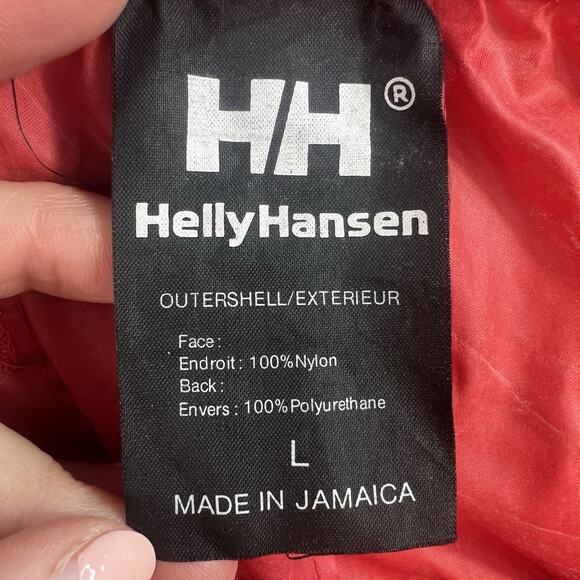 HH®
HellyHansen
OUTERSHELL/EXTERIEUR
Face :
Endroit : 100%Nylon
Back :
Envers : 100%Polyurethane
L
MADE IN JAMAICA